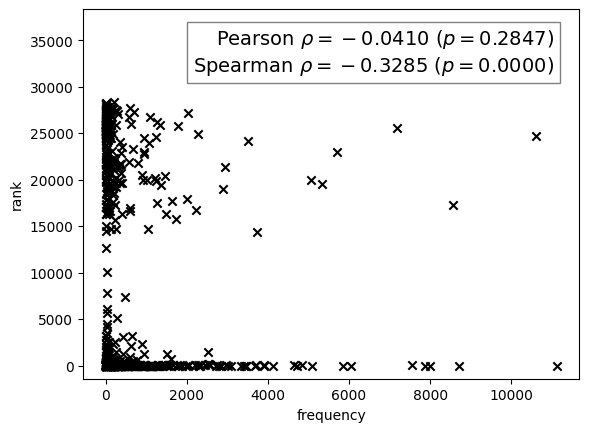 Pearson ρ = −0.0410 (p = 0.2847)
Spearman ρ = −0.3285 (p = 0.0000)
35000
30000
25000
20000
15000
10000
5000
0
rank
0 2000 4000 6000 8000 10000
frequency